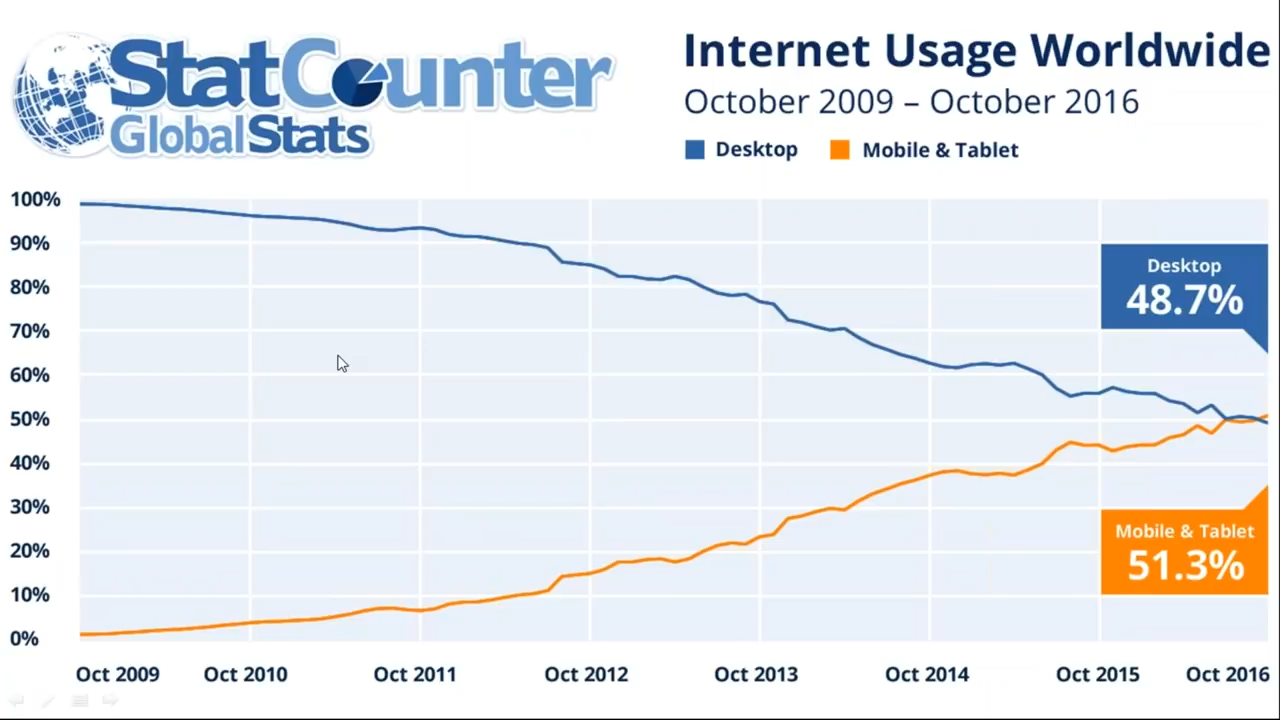 StatCounter
GlobalStats
Internet Usage Worldwide
October 2009 – October 2016
Desktop Mobile & Tablet
100%
90%
80%
70%
60%
50%
40%
30%
20%
10%
0%
Desktop
48.7%
Mobile & Tablet
51.3%
Oct 2009 Oct 2010 Oct 2011 Oct 2012 Oct 2013 Oct 2014 Oct 2015 Oct 2016